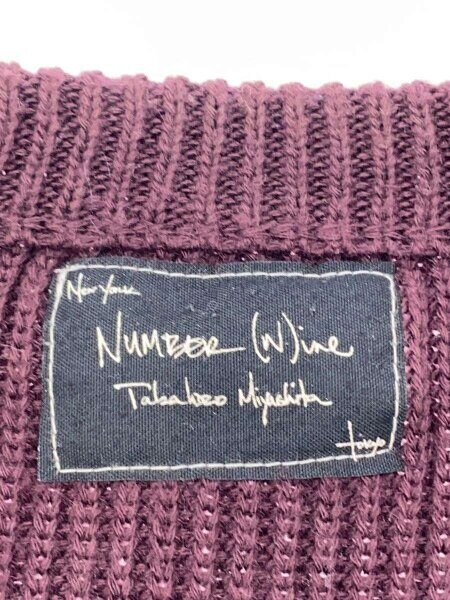 New York
NUMBER (N)ine
Takahiro Miyashita
tokyo